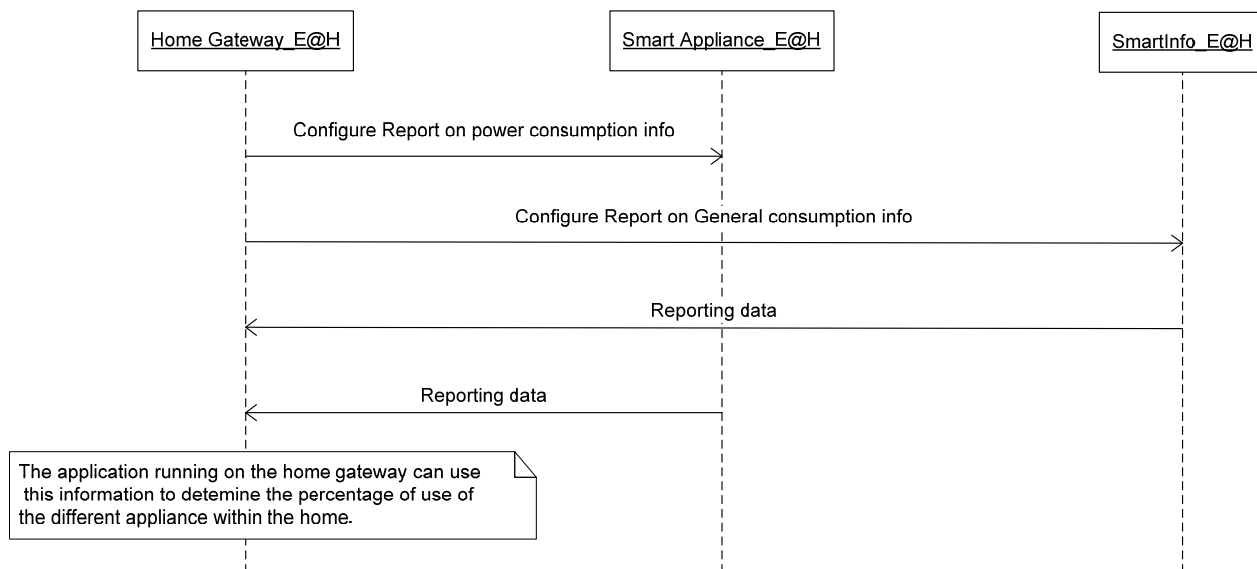 Home Gateway_E@H
Smart Appliance_E@H
SmartInfo_E@H
Configure Report on power consumption info
Configure Report on General consumption info
Reporting data
Reporting data
The application running on the home gateway can use
this information to detemine the percentage of use of
the different appliance within the home.